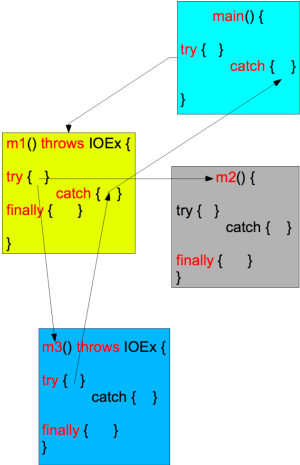 main() {
try {   }
catch {    }
}
m1() throws IOEx {
try {   }
catch {    }
finally {      }
}
m2() {
try {   }
catch {    }
finally {      }
}
m3() throws IOEx {
try {   }
catch {    }
finally {      }
}